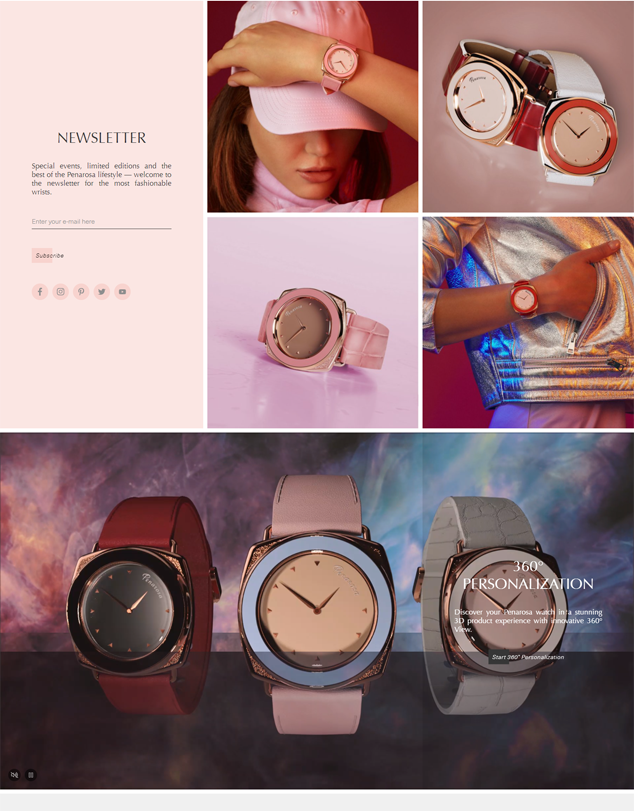 NEWSLETTER
Special events, limited editions and the
best of the Penarosa lifestyle — welcome to
the newsletter for the most fashionable
wrists.
Enter your e-mail here
Subscribe
Penarosa
360°
PERSONALIZATION
Discover your Penarosa watch in a stunning
3D product experience with innovative 360°
View.
Start 360° Personalization